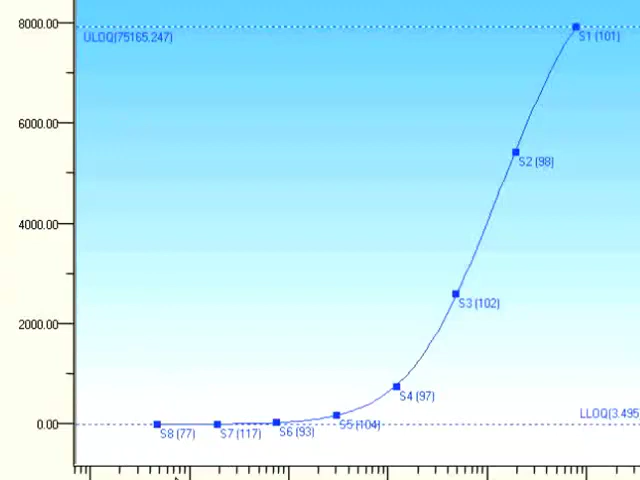 8000.00
ULOQ(75165.247)
S1 (101)
6000.00
S2 (98)
4000.00
S3 (102)
2000.00
S4 (97)
LLOQ(3.495
0.00
S8 (77)
S7 (117)
S6 (93)
S5 (104)